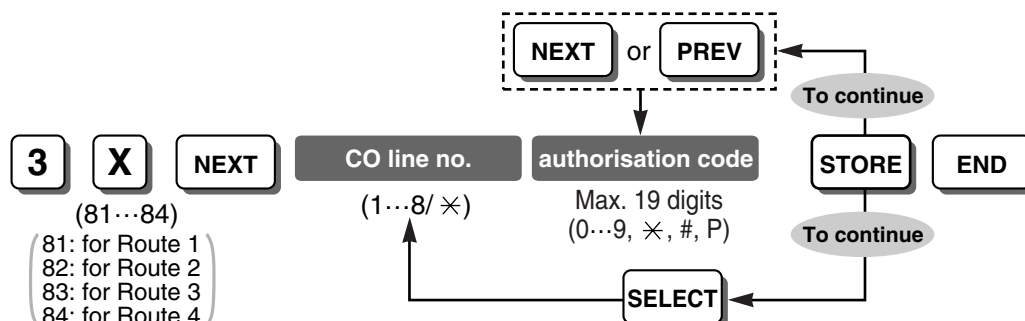 NEXT or PREV
To continue
3 X NEXT CO line no. authorisation code STORE END
(81···84) (1···8/ ✳) Max. 19 digits
(0···9, ✳, #, P)
To continue
81: for Route 1
82: for Route 2
83: for Route 3
84: for Route 4
SELECT